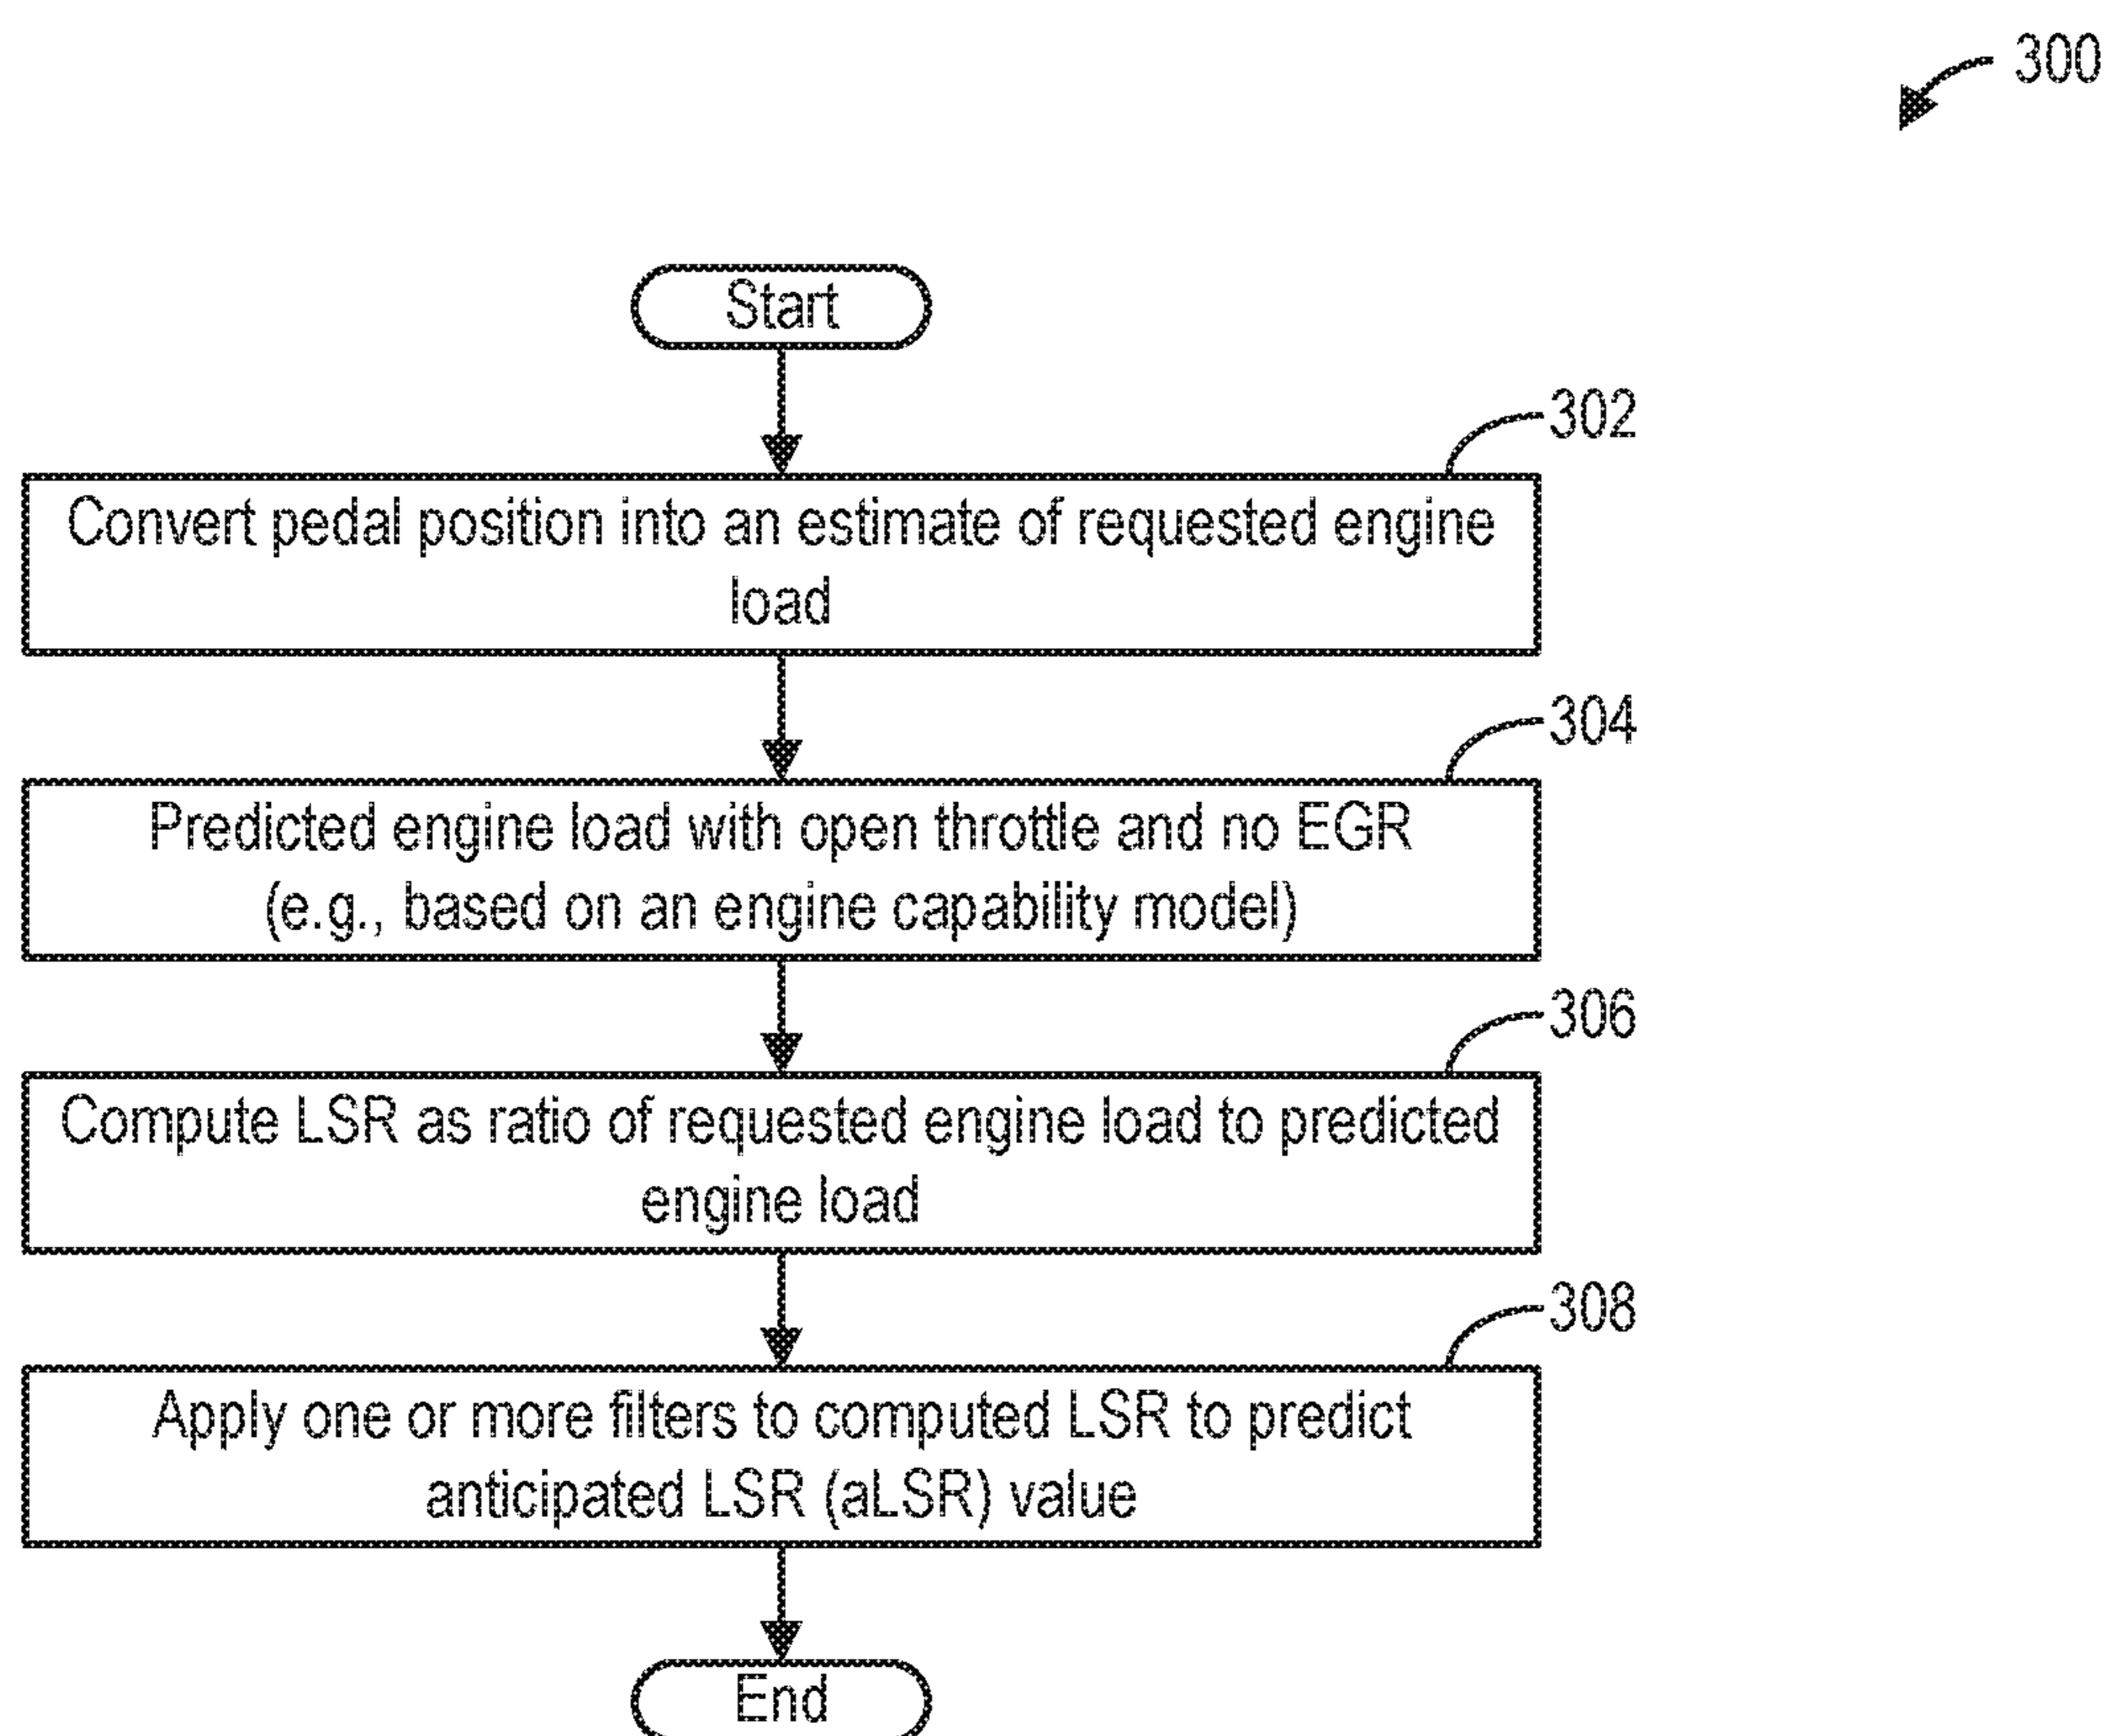 300
Start
302
Convert pedal position into an estimate of requested engine
load
304
Predicted engine load with open throttle and no EGR
(e.g., based on an engine capability model)
306
Compute LSR as ratio of requested engine load to predicted
engine load
308
Apply one or more filters to computed LSR to predict
anticipated LSR (aLSR) value
End